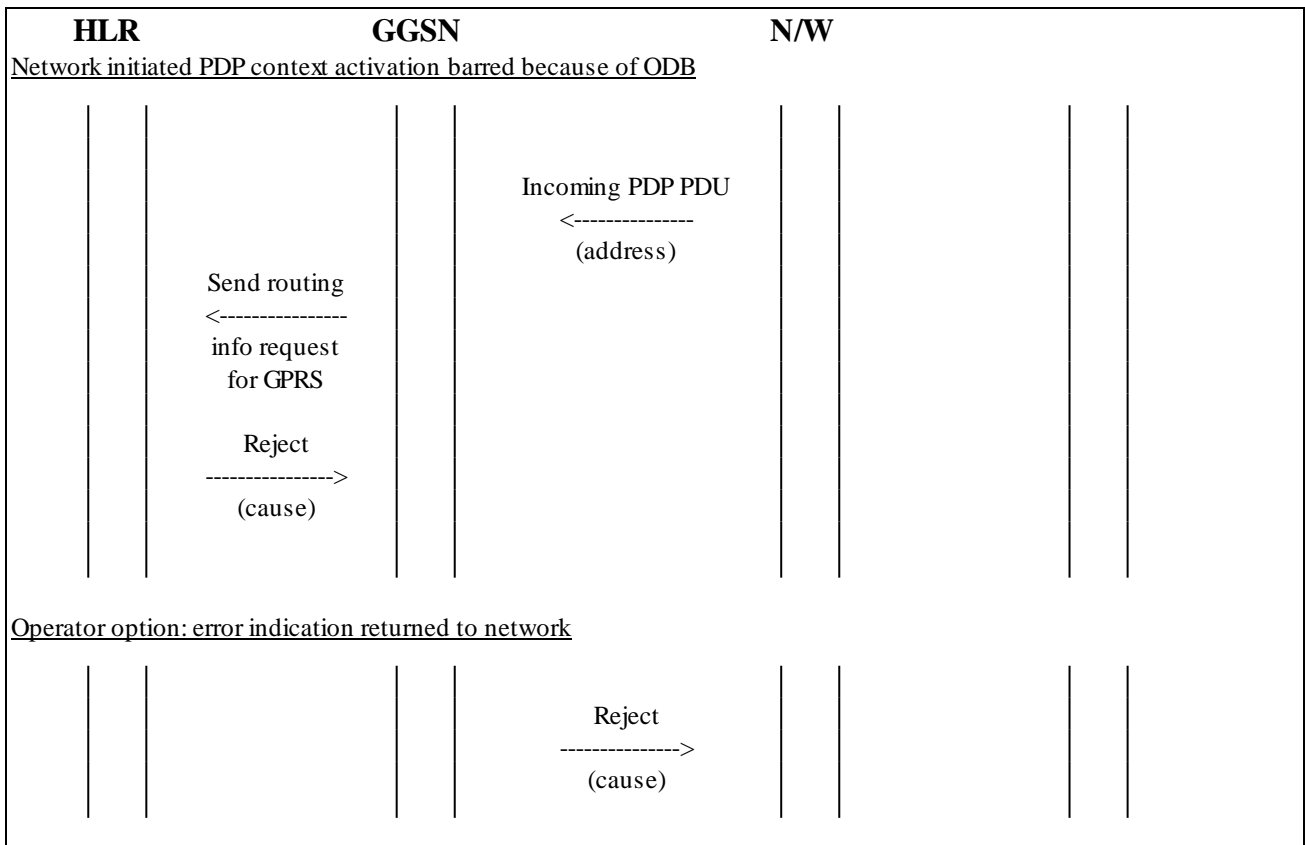 HLR GGSN N/W
Network initiated PDP context activation barred because of ODB
Incoming PDP PDU
<---------------
(address)
Send routing
<----------------
info request
for GPRS
Reject
---------------->
(cause)
Operator option: error indication returned to network
Reject
--------------->
(cause)